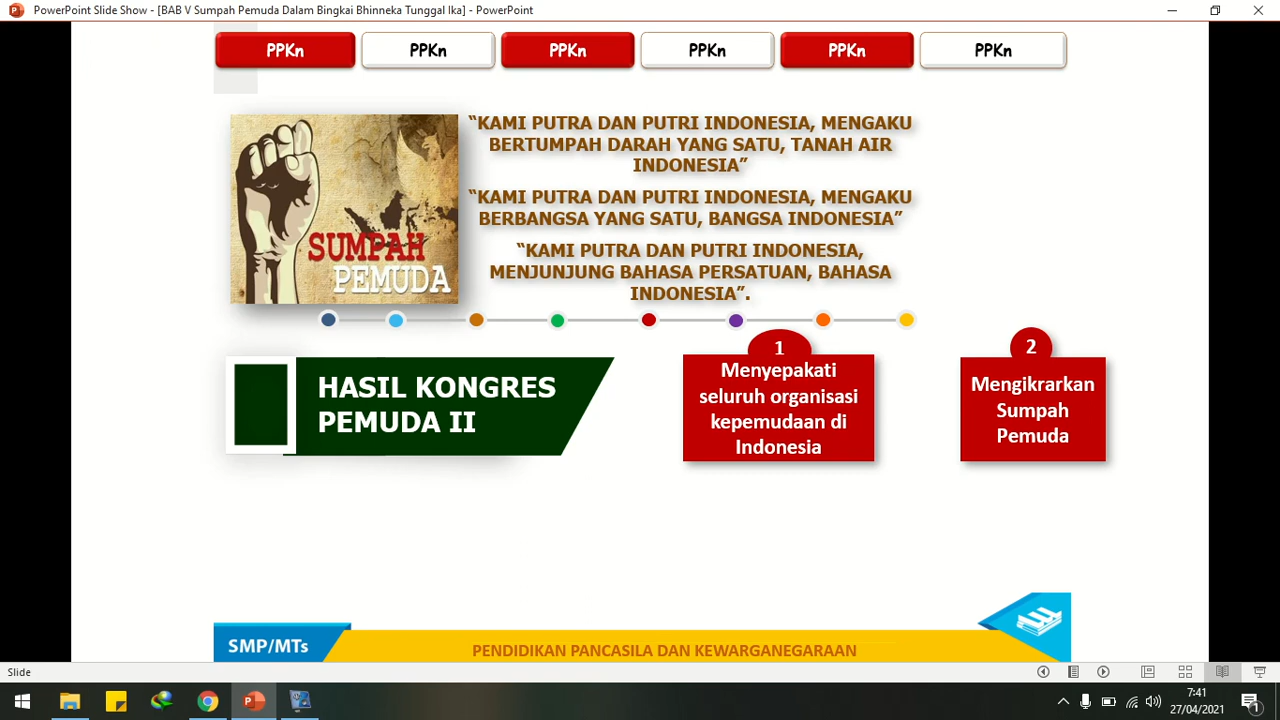 PowerPoint Slide Show - [BAB V Sumpah Pemuda Dalam Bingkai Bhinneka Tunggal Ika] - PowerPoint
PPKn PPKn PPKn PPKn PPKn PPKn
“KAMI PUTRA DAN PUTRI INDONESIA, MENGAKU
BERTUMPAH DARAH YANG SATU, TANAH AIR
INDONESIA”
“KAMI PUTRA DAN PUTRI INDONESIA, MENGAKU
BERBANGSA YANG SATU, BANGSA INDONESIA”
“KAMI PUTRA DAN PUTRI INDONESIA,
MENJUNJUNG BAHASA PERSATUAN, BAHASA
INDONESIA”.
SUMPAH
PEMUDA
HASIL KONGRES
PEMUDA II
1
Menyepakati
seluruh organisasi
kepemudaan di
Indonesia
2
Mengikrarkan
Sumpah
Pemuda
SMP/MTs
PENDIDIKAN PANCASILA DAN KEWARGANEGARAAN
Slide
7:41
27/04/2021
1